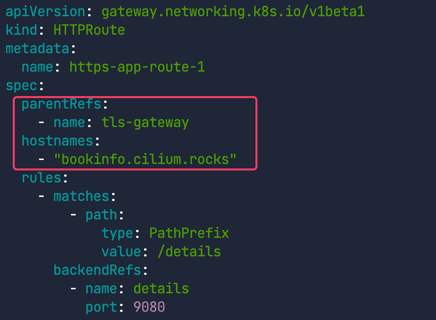 apiVersion: gateway.networking.k8s.io/v1beta1
kind: HTTPRoute
metadata:
  name: https-app-route-1
spec:
  parentRefs:
    - name: tls-gateway
  hostnames:
    - "bookinfo.cilium.rocks"
  rules:
    - matches:
        - path:
            type: PathPrefix
            value: /details
      backendRefs:
        - name: details
          port: 9080